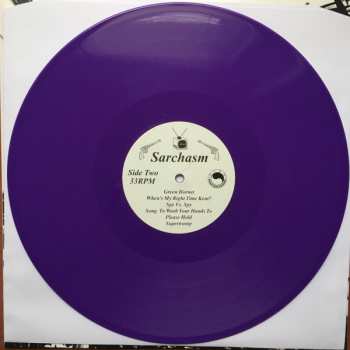 Sarchasm
Side Two
33RPM
Green Hornet
When's My Right Time Kent?
Spy Vs. Spy
Song To Wash Your Hands To
Please Hold
Supertramp